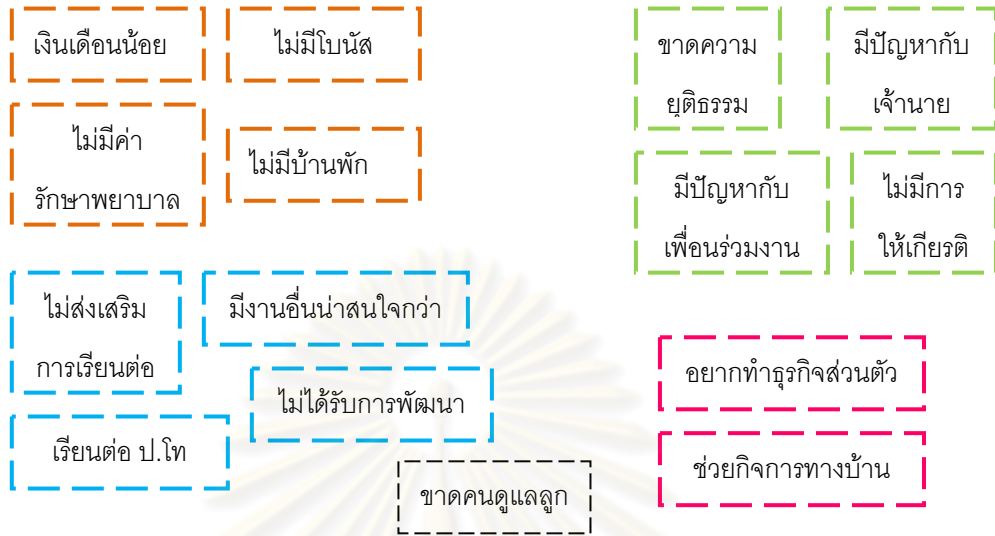 เงินเดือนน้อย
ไม่มีโบนัส
ไม่มีค่า
รักษาพยาบาล
ไม่มีบ้านพัก
ขาดความ
ยุติธรรม
มีปัญหากับ
เจ้านาย
มีปัญหากับ
เพื่อนร่วมงาน
ไม่มีการ
ให้เกียรติ
ไม่ส่งเสริม
การเรียนต่อ
มีงานอื่นน่าสนใจกว่า
ไม่ได้รับการพัฒนา
เรียนต่อ ป.โท
อยากทำธุรกิจส่วนตัว
ช่วยกิจการทางบ้าน
ขาดคนดูแลลูก